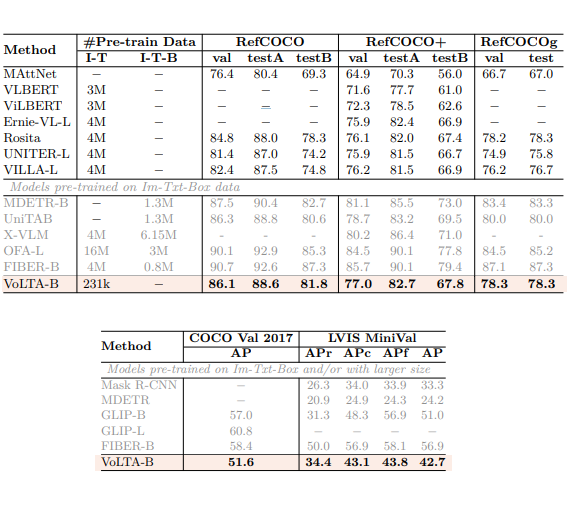 Method #Pre-train Data RefCOCO RefCOCO+ RefCOCOg
I-T I-T-B val testA testB val testA testB val test
MAttNet – – 76.4 80.4 69.3 64.9 70.3 56.0 66.7 67.0
VLBERT 3M – – – – 71.6 77.7 61.0 – –
ViLBERT 3M – – – – 72.3 78.5 62.6 – –
Ernie-VL-L 4M – – – – 75.9 82.4 66.9 – –
Rosita 4M – 84.8 88.0 78.3 76.1 82.0 67.4 78.2 78.3
UNITER-L 4M – 81.4 87.0 74.2 75.9 81.5 66.7 74.9 75.8
VILLA-L 4M – 82.4 87.5 74.8 76.2 81.5 66.9 76.2 76.7
Models pre-trained on Im-Txt-Box data
MDETR-B – 1.3M 87.5 90.4 82.7 81.1 85.5 73.0 83.4 83.3
UniTAB – 1.3M 86.3 88.8 80.6 78.7 83.2 69.5 80.0 80.0
X-VLM 4M 6.15M - - - 80.2 86.4 71.0 - -
OFA-L 16M 3M 90.1 92.9 85.3 84.5 90.1 77.8 84.5 85.2
FIBER-B 4M 0.8M 90.7 92.6 87.3 85.7 90.1 79.4 87.1 87.3
VoLTA-B 231k – 86.1 88.6 81.8 77.0 82.7 67.8 78.3 78.3
Method COCO Val 2017 LVIS MiniVal
AP APr APc APf AP
Models pre-trained on Im-Txt-Box and/or with larger size
Mask R-CNN – 26.3 34.0 33.9 33.3
MDETR – 20.9 24.9 24.3 24.2
GLIP-B 57.0 31.3 48.3 56.9 51.0
GLIP-L 60.8 – – – –
FIBER-B 58.4 50.0 56.9 58.1 56.9
VoLTA-B 51.6 34.4 43.1 43.8 42.7